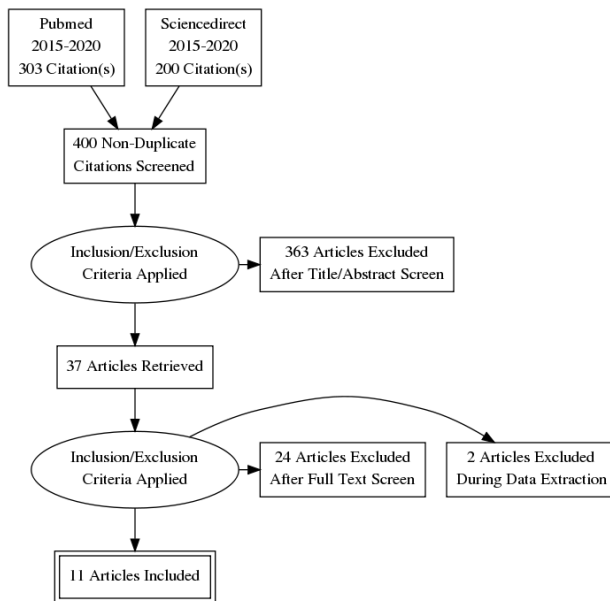 Pubmed
2015-2020
303 Citation(s)
Sciencedirect
2015-2020
200 Citation(s)
400 Non-Duplicate
Citations Screened
Inclusion/Exclusion
Criteria Applied
363 Articles Excluded
After Title/Abstract Screen
37 Articles Retrieved
Inclusion/Exclusion
Criteria Applied
24 Articles Excluded
After Full Text Screen
2 Articles Excluded
During Data Extraction
11 Articles Included